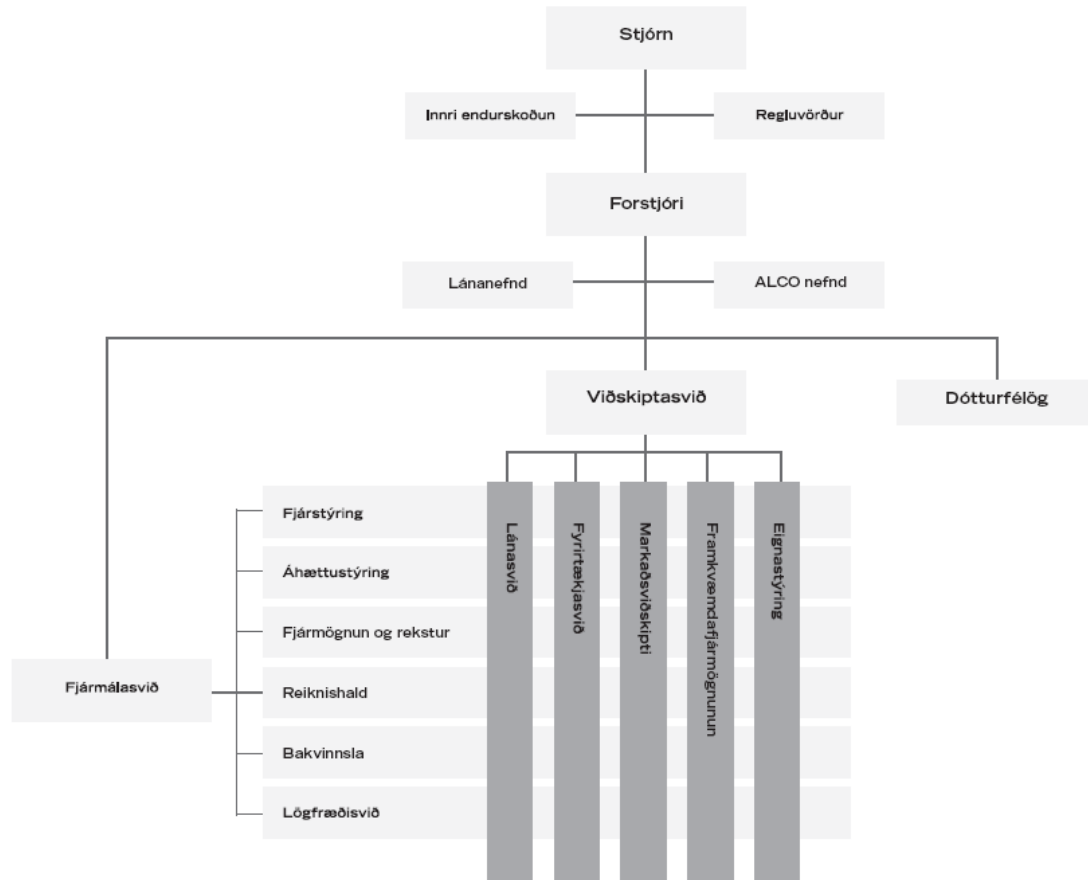 Stjórn
Innri endurskoðun
Regluvörður
Forstjóri
Lánanefnd
ALCO nefnd
Viðskiptasvið
Dótturfélög
Lánasvið
Fyrirtækjasvið
Markaðsviðskipti
Framkvæmdafjármögnunun
Eignastýring
Fjármálasvið
Fjárstýring
Áhættustýring
Fjármögnun og rekstur
Reiknishald
Bakvinnsla
Lögfræðisvið